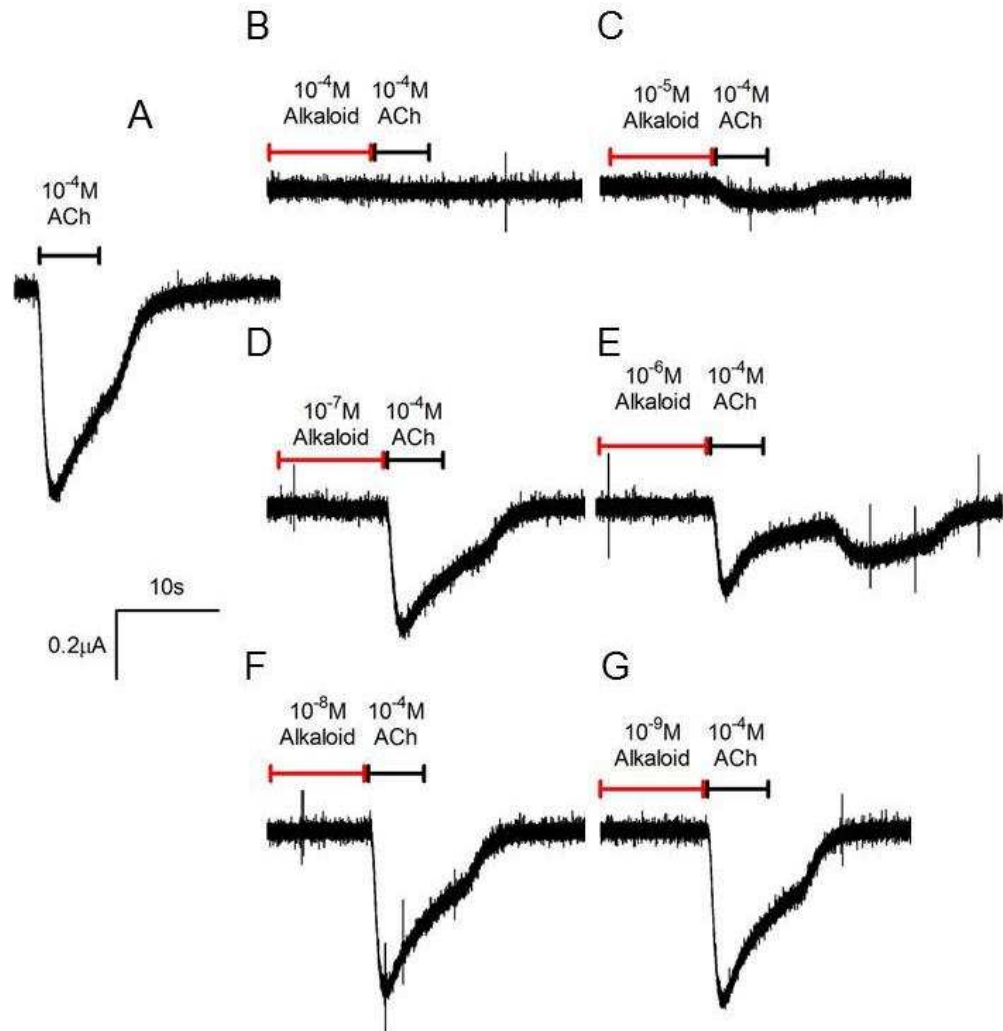 A
10⁻⁴M
ACh
B
10⁻⁴M 10⁻⁴M
Alkaloid ACh
C
10⁻⁵M 10⁻⁴M
Alkaloid ACh
D
10⁻⁷M 10⁻⁴M
Alkaloid ACh
E
10⁻⁶M 10⁻⁴M
Alkaloid ACh
10s
0.2µA
F
10⁻⁸M 10⁻⁴M
Alkaloid ACh
G
10⁻⁹M 10⁻⁴M
Alkaloid ACh